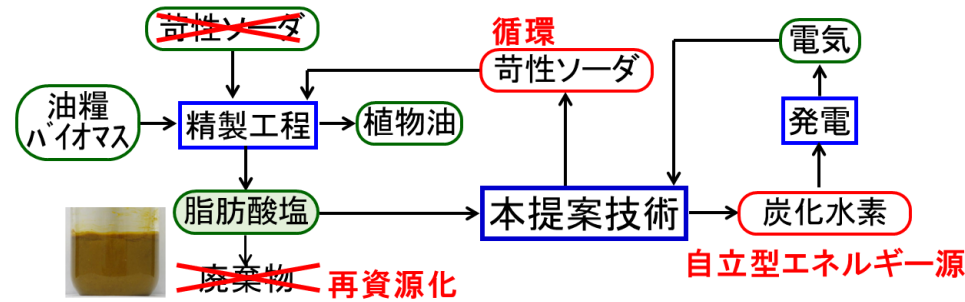 苛性ソーダ
循環
電気
苛性ソーダ
油糧
バイオマス
精製工程
植物油
発電
脂肪酸塩
本提案技術
炭化水素
自立型エネルギー源
廃棄物
再資源化